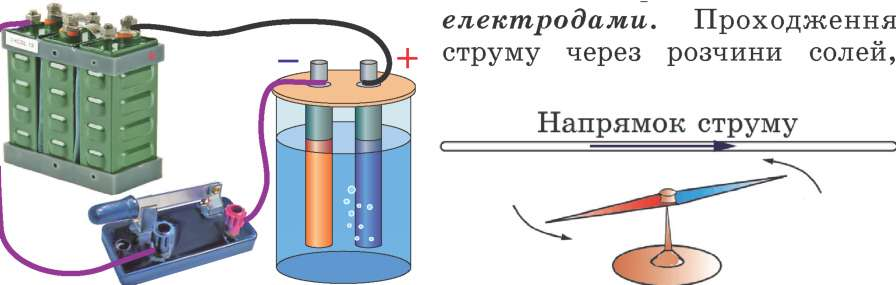 електродами. Проходження
струму через розчини солей,
− +
Напрямок струму